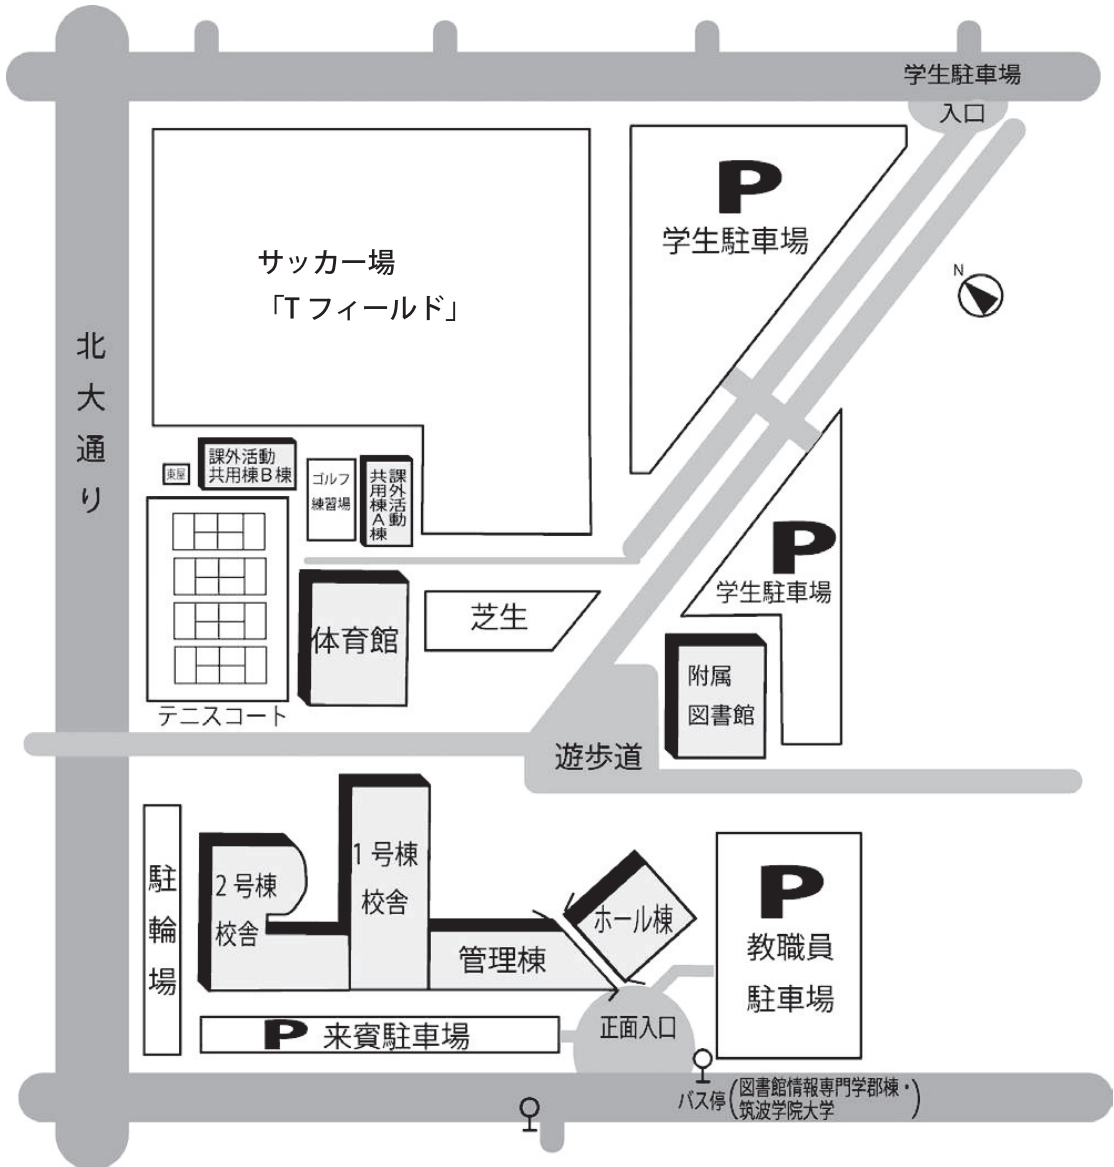 学生駐車場
入口
P
学生駐車場
サッカー場
「Tフィールド」
N
北大通り
課外活動
共用棟B棟
東屋
ゴルフ
練習場
課外活動
共用棟A棟
P
学生駐車場
体育館
芝生
附属
図書館
テニスコート
遊歩道
1号棟
校舎
2号棟
校舎
駐輪場
ホール棟
管理棟
P
教職員
駐車場
P 来賓駐車場
正面入口
バス停
図書館情報専門学郡棟・
筑波学院大学